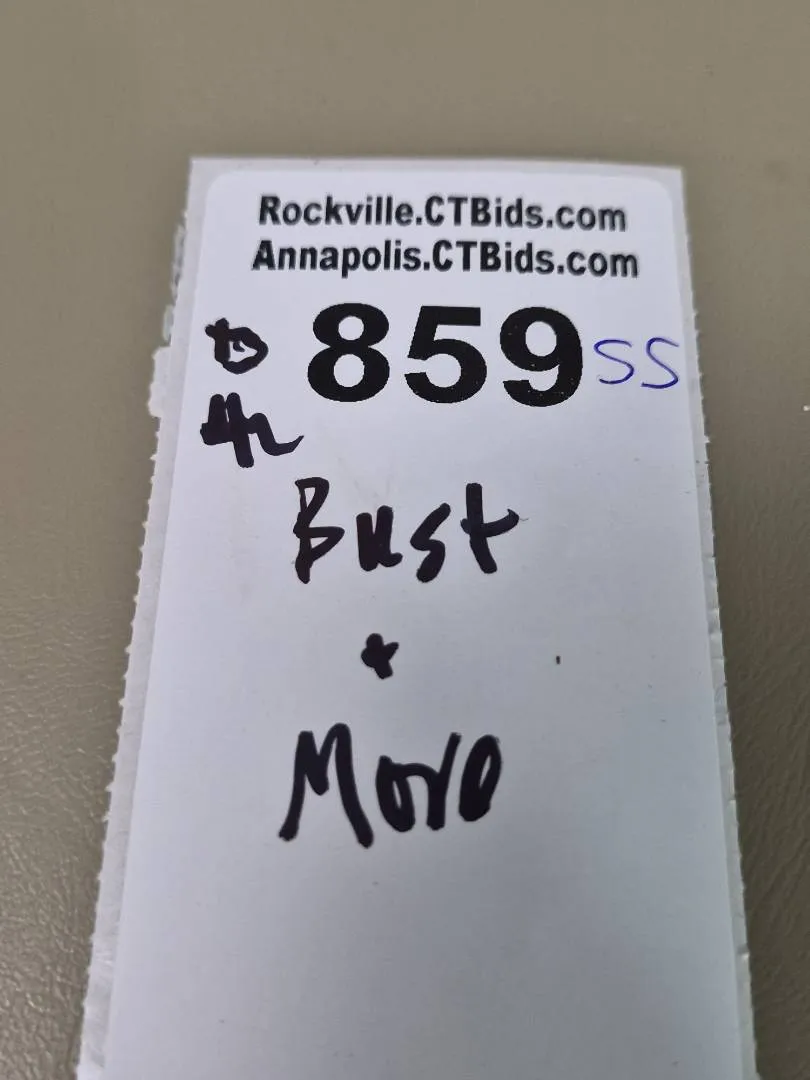 Rockville.CTBids.com
Annapolis.CTBids.com
859 SS
Bust
+
More